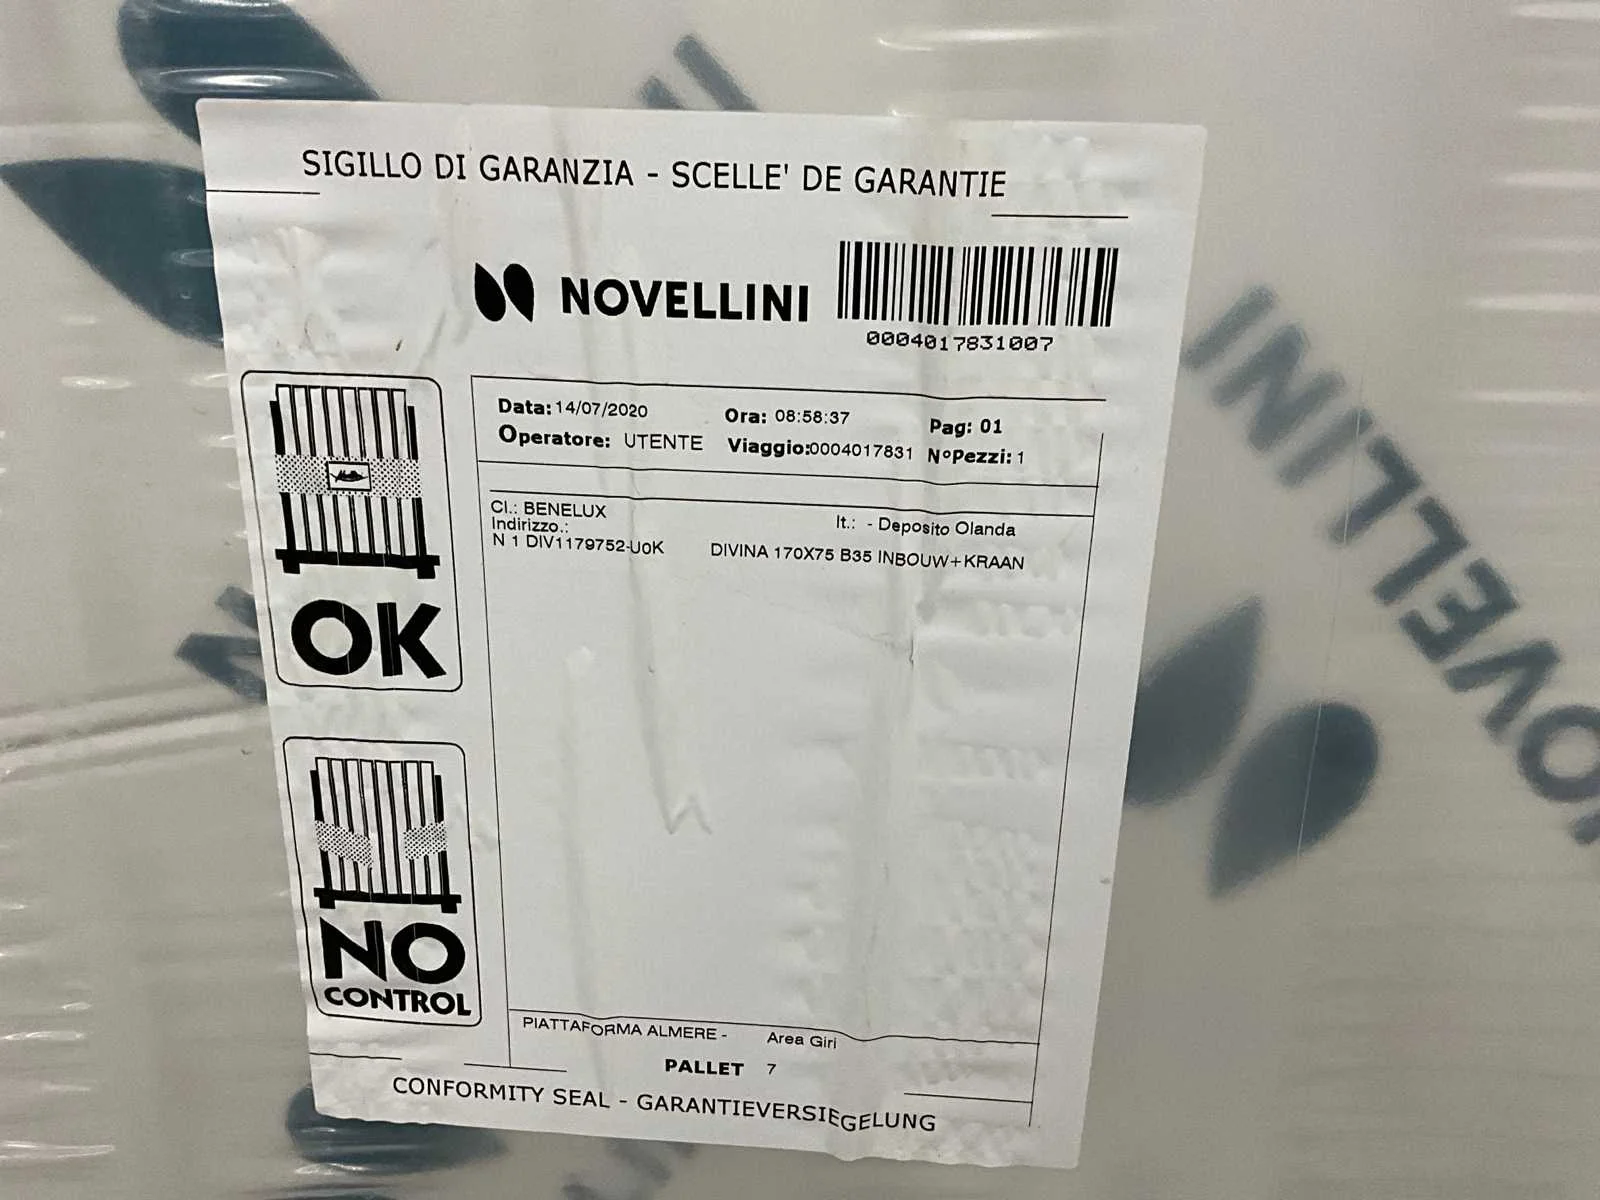 SIGILLO DI GARANZIA - SCELLE' DE GARANTIE
NOVELLINI
0004017831007
Data: 14/07/2020 Ora: 08:58:37 Pag: 01
Operatore: UTENTE Viaggio:0004017831 N°Pezzi: 1
Cl.: BENELUX It.: - Deposito Olanda
Indirizzo.:
N 1 DIV1179752-U0K DIVINA 170X75 B35 INBOUW+KRAAN
OK
NO
CONTROL
PIATTAFORMA ALMERE - Area Giri
PALLET 7
CONFORMITY SEAL - GARANTIEVERSIEGELUNG
NOVELLINI